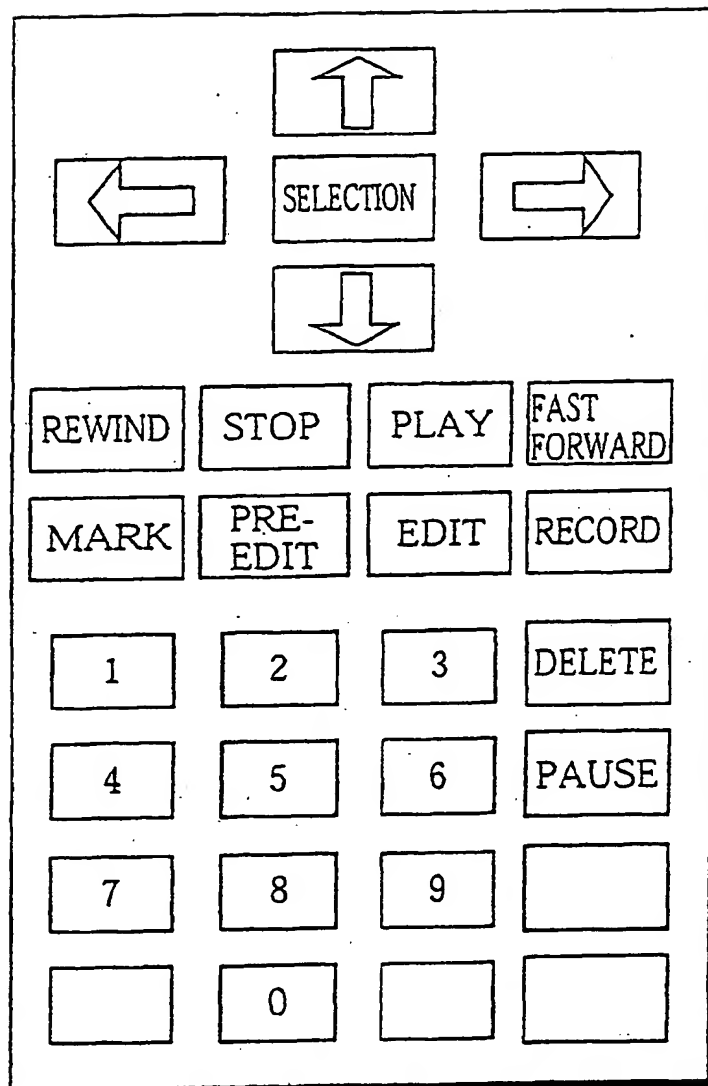 SELECTION
REWIND STOP PLAY FAST
FORWARD
MARK PRE-
EDIT EDIT RECORD
1 2 3 DELETE
4 5 6 PAUSE
7 8 9
0